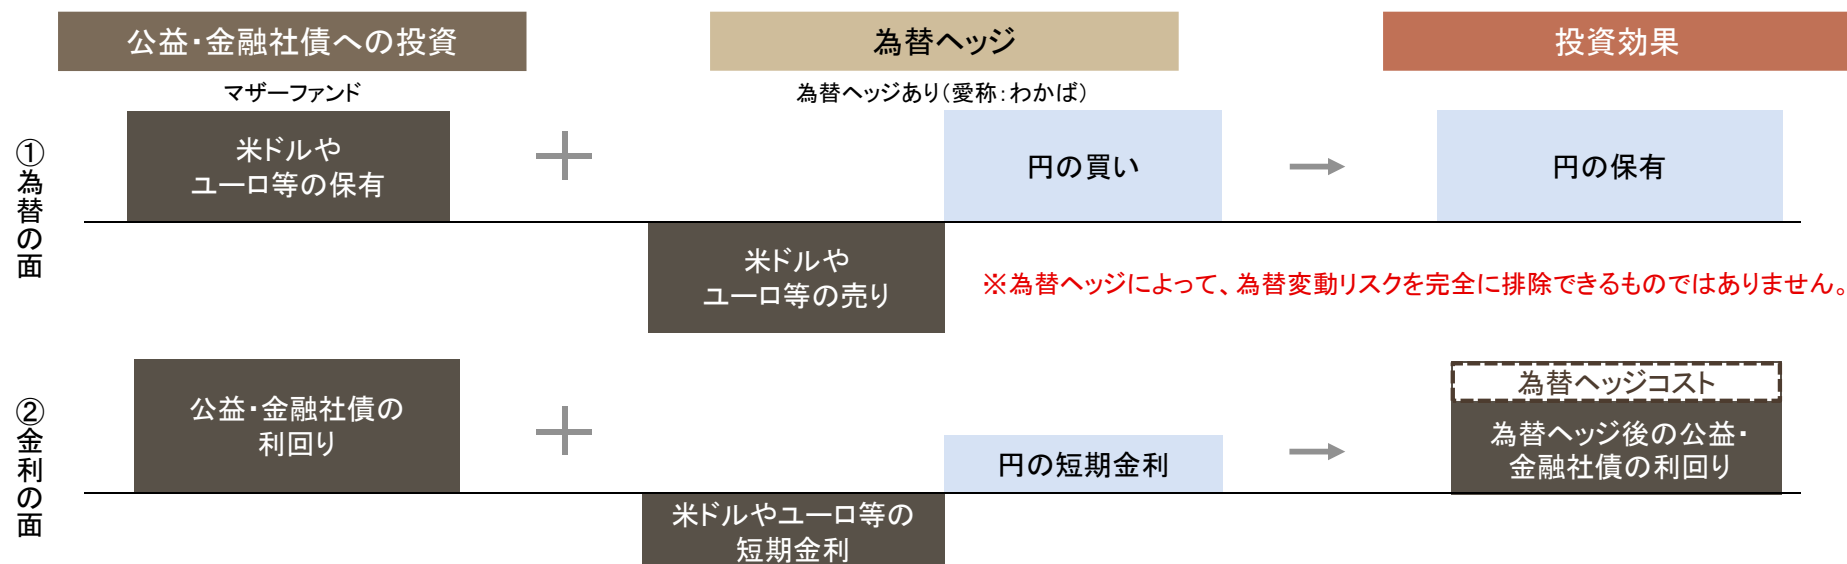 公益・金融社債への投資
為替ヘッジ
投資効果
マザーファンド
為替ヘッジあり(愛称:わかば)
①為替の面
米ドルや
ユーロ等の保有
円の買い
円の保有
米ドルや
ユーロ等の売り
※為替ヘッジによって、為替変動リスクを完全に排除できるものではありません。
②金利の面
公益・金融社債の
利回り
円の短期金利
為替ヘッジコスト
為替ヘッジ後の公益・
金融社債の利回り
米ドルやユーロ等の
短期金利